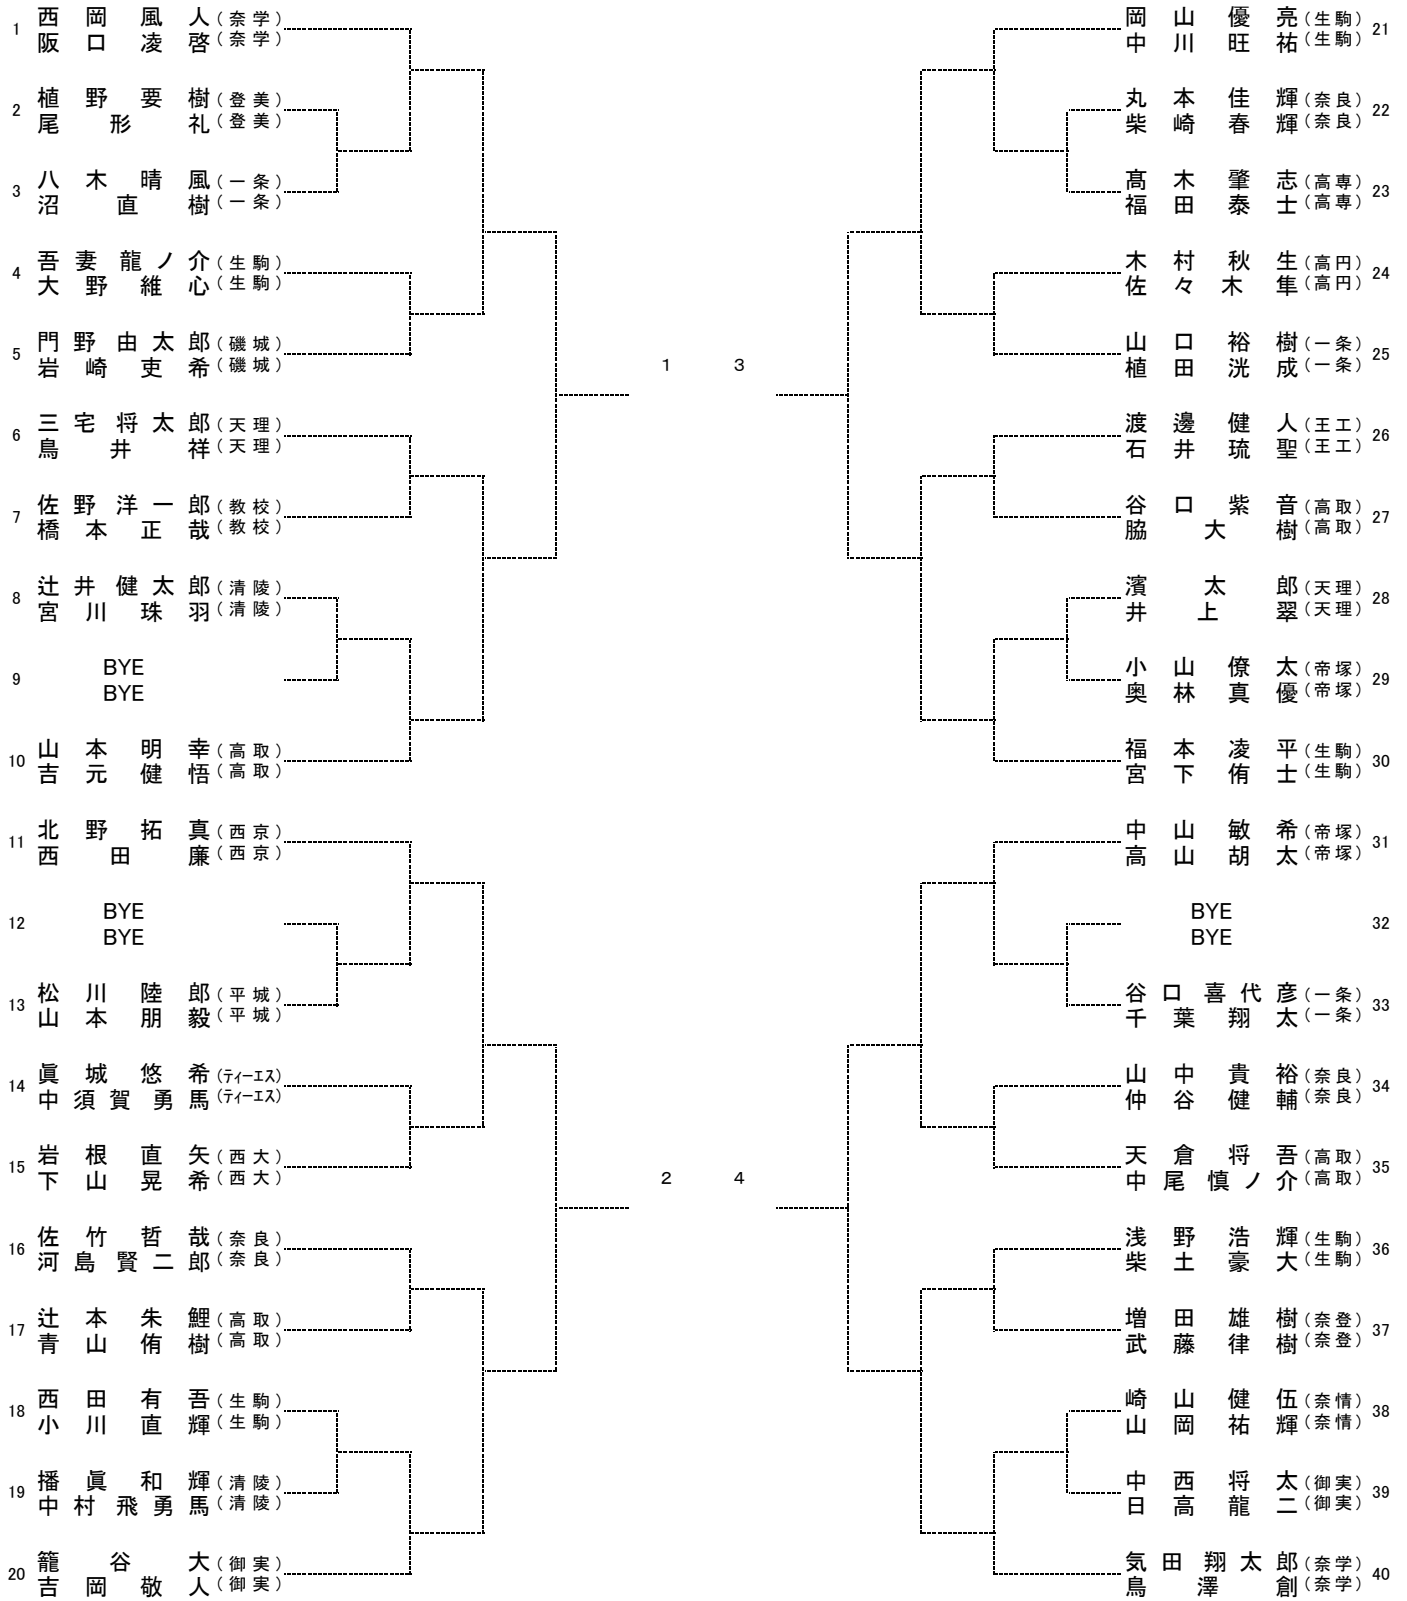 1 西岡風人(奈学)
阪口凌啓(奈学)
2 植野要樹(登美)
尾形礼(登美)
3 八木晴風(一条)
沼直樹(一条)
4 吾妻龍ノ介(生駒)
大野維心(生駒)
5 門野由太郎(磯城)
岩崎吏希(磯城)
6 三宅将太郎(天理)
鳥井祥(天理)
7 佐野洋一郎(教校)
橋本正哉(教校)
8 辻井健太郎(清陵)
宮川珠羽(清陵)
9 BYE
BYE
10 山本明幸(高取)
吉元健悟(高取)
11 北野拓真(西京)
西田廉(西京)
12 BYE
BYE
13 松川陸郎(平城)
山本朋毅(平城)
14 眞城悠希(ティーエス)
中須賀勇馬(ティーエス)
15 岩根直矢(西大)
下山晃希(西大)
16 佐竹哲哉(奈良)
河島賢二郎(奈良)
17 辻本朱鯉(高取)
青山侑樹(高取)
18 西田有吾(生駒)
小川直輝(生駒)
19 播眞和輝(清陵)
中村飛勇馬(清陵)
20 籠谷大(御実)
吉岡敬人(御実)
1 3
2 4
岡山優亮(生駒) 21
中川旺祐(生駒)
丸本佳輝(奈良) 22
柴崎春輝(奈良)
髙木肇志(高専) 23
福田泰士(高専)
木村秋生(高円) 24
佐々木隼(高円)
山口裕樹(一条) 25
植田洸成(一条)
渡邊健人(王工) 26
石井琉聖(王工)
谷口紫音(高取) 27
脇大樹(高取)
濱太郎(天理) 28
井上翠(天理)
小山僚太(帝塚) 29
奥林真優(帝塚)
福本凌平(生駒) 30
宮下侑士(生駒)
中山敏希(帝塚) 31
高山胡太(帝塚)
BYE 32
BYE
谷口喜代彦(一条) 33
千葉翔太(一条)
山中貴裕(奈良) 34
仲谷健輔(奈良)
天倉将吾(高取) 35
中尾慎ノ介(高取)
浅野浩輝(生駒) 36
柴土豪大(生駒)
増田雄樹(奈登) 37
武藤律樹(奈登)
崎山健伍(奈情) 38
山岡祐輝(奈情)
中西将太(御実) 39
日高龍二(御実)
気田翔太郎(奈学) 40
鳥澤創(奈学)